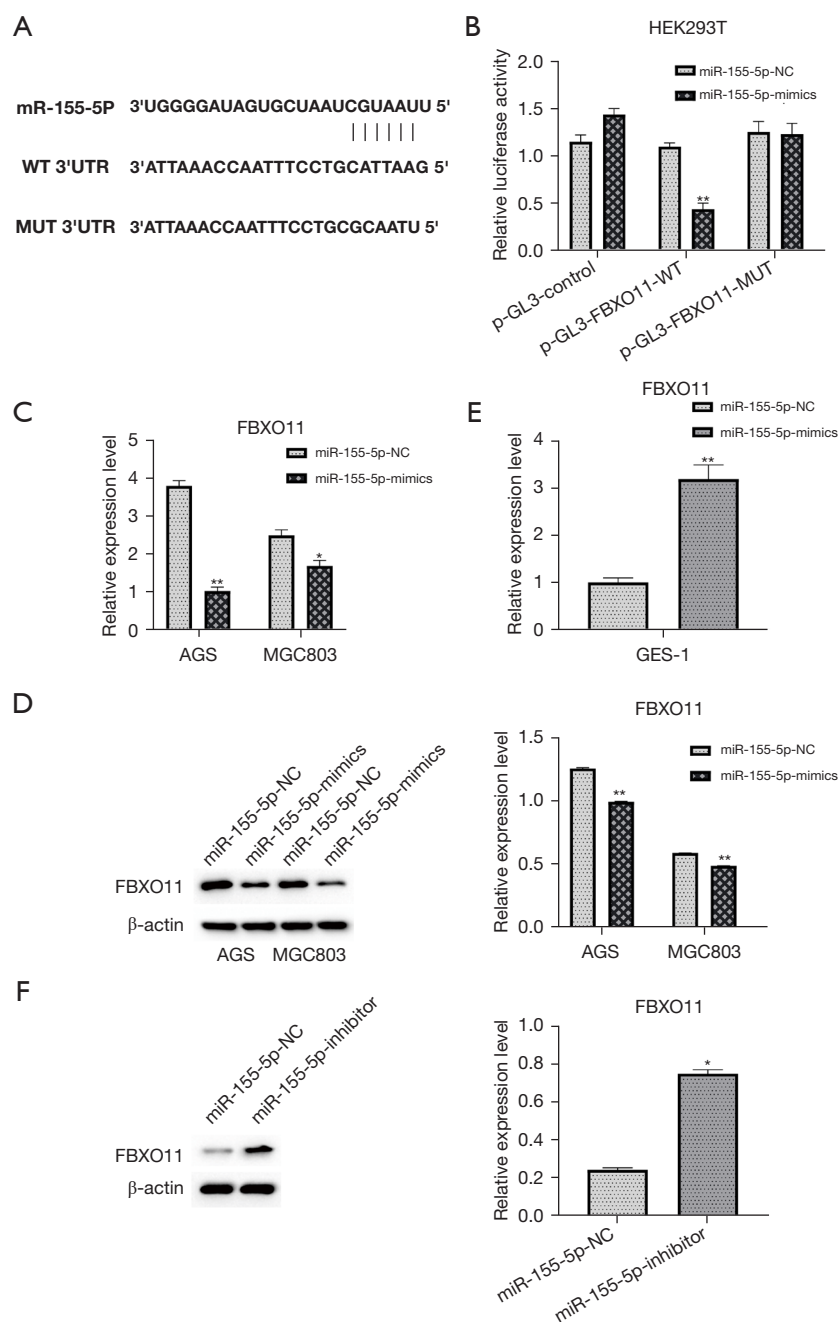 A
mR-155-5P 3'UGGGGAUAGUGCUAAUCGUAAUU 5'
WT 3'UTR 3'ATTAAACCAATTTCCTGCATTAAG 5'
MUT 3'UTR 3'ATTAAACCAATTTCCTGCGCAATU 5'
B
HEK293T
miR-155-5p-NC
miR-155-5p-mimics
Relative luciferase activity
2.0
1.5
1.0
0.5
0.0
**
p-GL3-control
p-GL3-FBXO11-WT
p-GL3-FBXO11-MUT
C
FBXO11
miR-155-5p-NC
miR-155-5p-mimics
Relative expression level
5
4
3
2
1
0
**
*
AGS MGC803
E
FBXO11
miR-155-5p-NC
miR-155-5p-mimics
Relative expression level
4
3
2
1
0
**
GES-1
D
miR-155-5p-NC
miR-155-5p-mimics
miR-155-5p-NC
miR-155-5p-mimics
FBXO11
β-actin
AGS MGC803
FBXO11
miR-155-5p-NC
miR-155-5p-mimics
Relative expression level
1.5
1.0
0.5
0.0
**
**
AGS MGC803
F
miR-155-5p-NC
miR-155-5p-inhibitor
FBXO11
β-actin
FBXO11
Relative expression level
1.0
0.8
0.6
0.4
0.2
0.0
*
miR-155-5p-NC
miR-155-5p-inhibitor